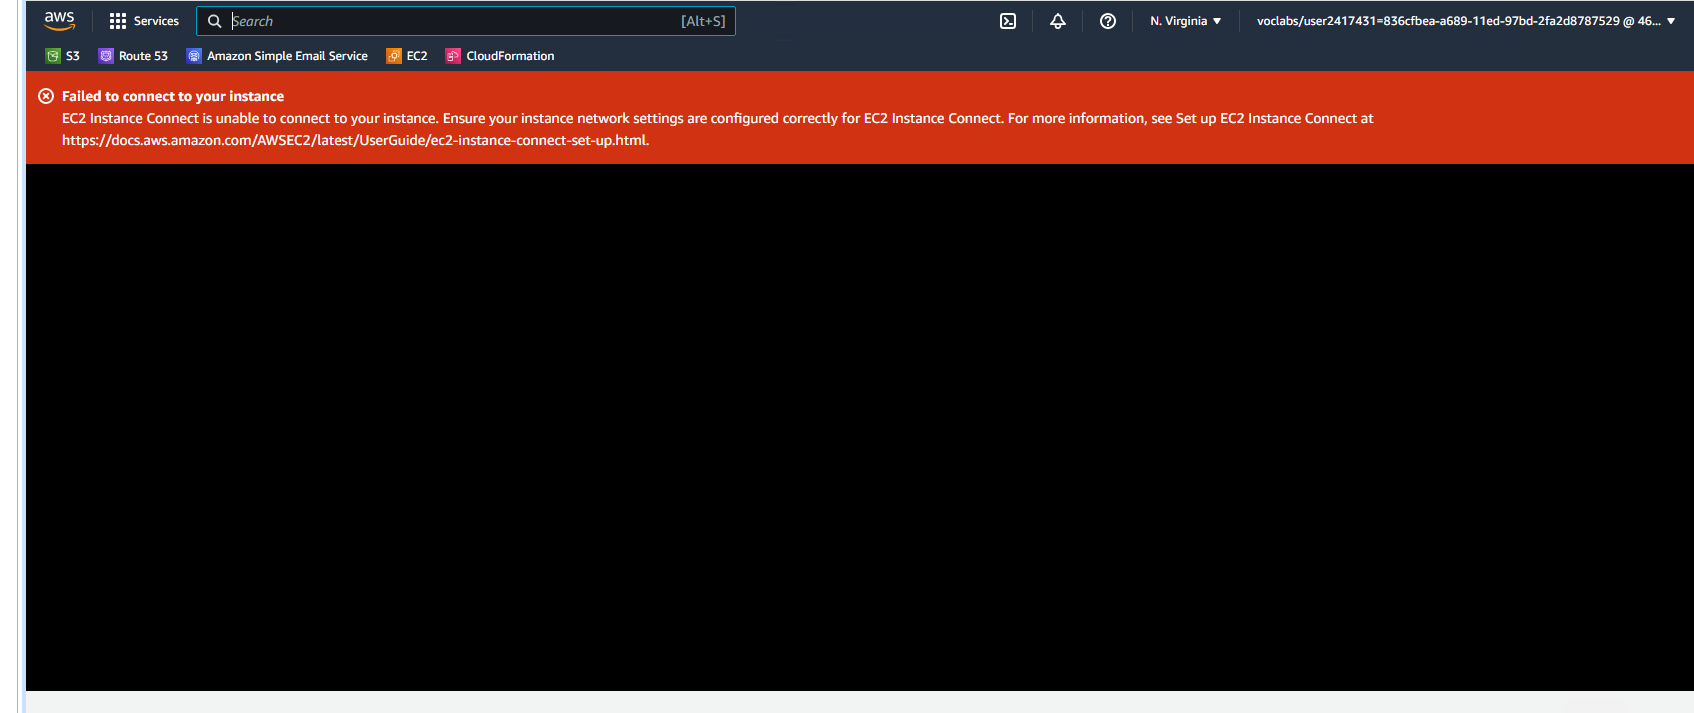 aws Services Search [Alt+S] N. Virginia voclabs/user2417431=836cfbea-a689-11ed-97bd-2fa2d8787529 @ 46...
S3 Route 53 Amazon Simple Email Service EC2 CloudFormation
Failed to connect to your instance
EC2 Instance Connect is unable to connect to your instance. Ensure your instance network settings are configured correctly for EC2 Instance Connect. For more information, see Set up EC2 Instance Connect at
https://docs.aws.amazon.com/AWSEC2/latest/UserGuide/ec2-instance-connect-set-up.html.